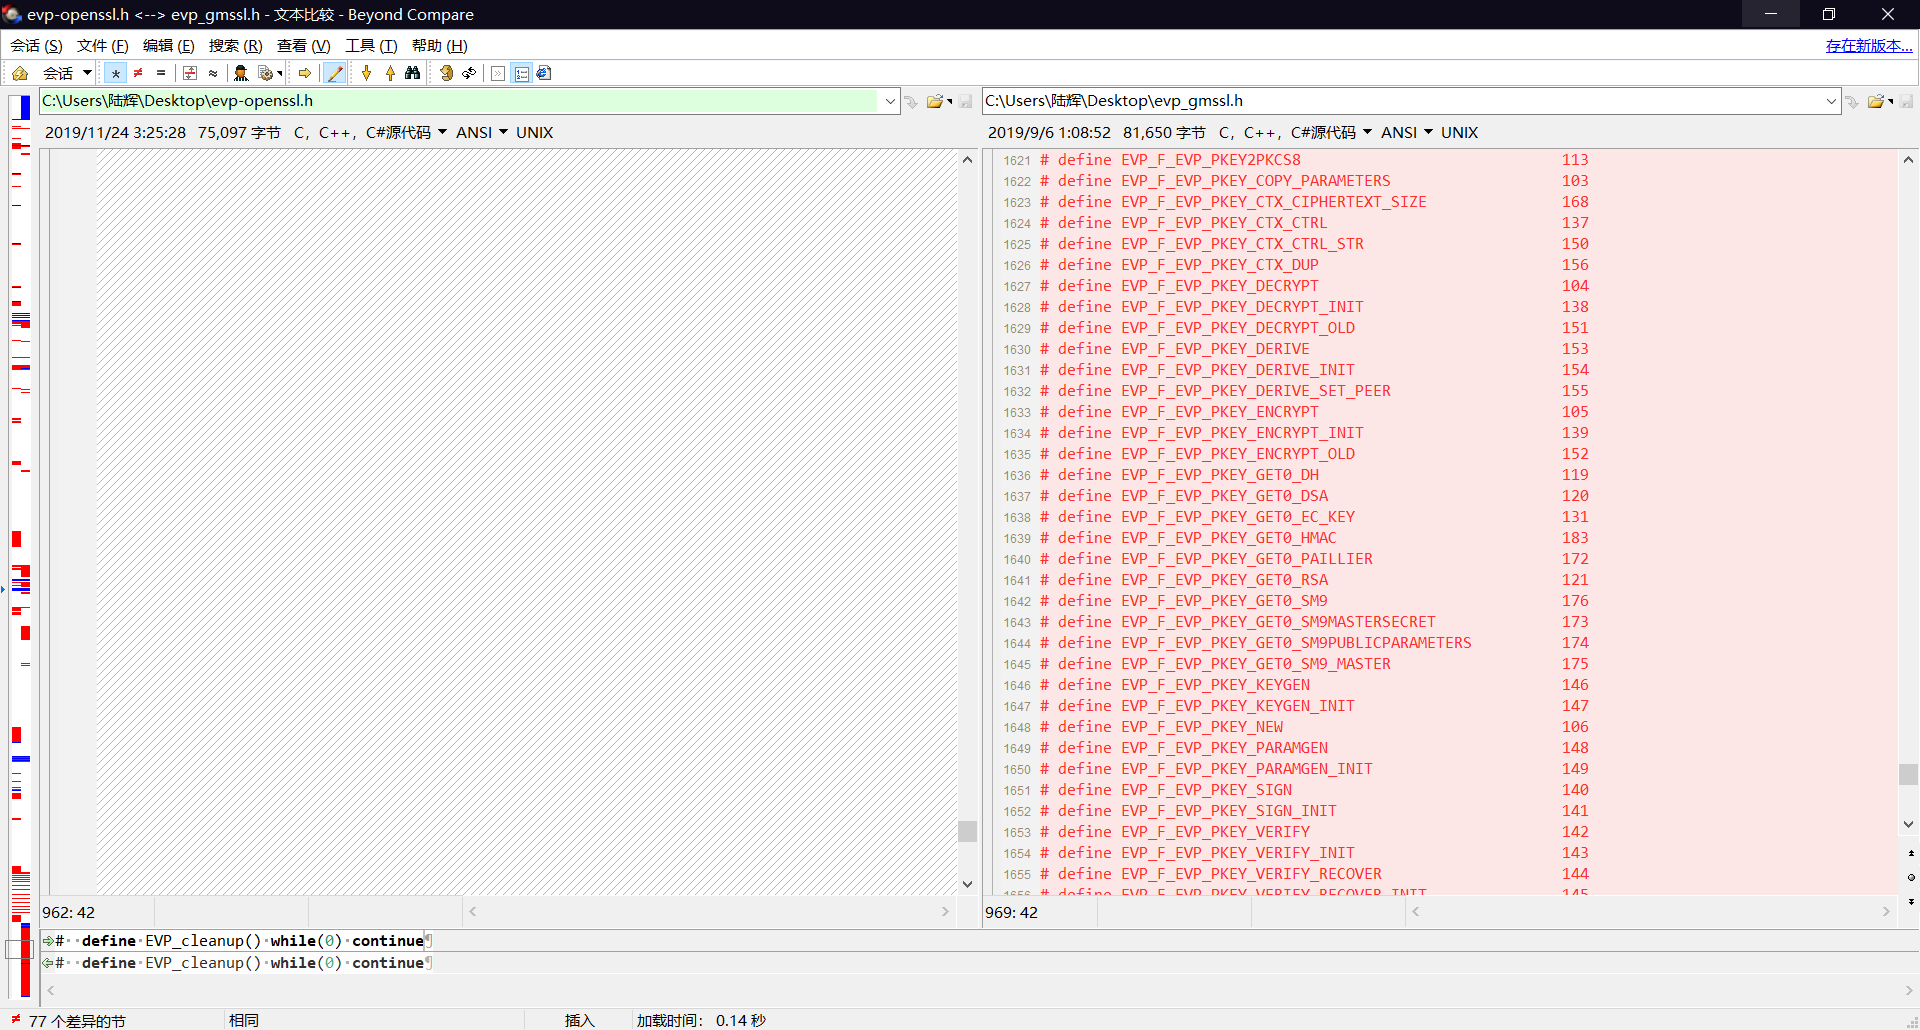 evp-openssl.h <--> evp_gmssl.h - 文本比较 - Beyond Compare
会话 (S) 文件 (F) 编辑 (E) 搜索 (R) 查看 (V) 工具 (T) 帮助 (H) 存在新版本...
会话
C:\Users\陆辉\Desktop\evp-openssl.h
2019/11/24 3:25:28 75,097 字节 C, C++, C#源代码 ANSI UNIX
C:\Users\陆辉\Desktop\evp_gmssl.h
2019/9/6 1:08:52 81,650 字节 C, C++, C#源代码 ANSI UNIX
1621 # define EVP_F_EVP_PKEY2PKCS8 113
1622 # define EVP_F_EVP_PKEY_COPY_PARAMETERS 103
1623 # define EVP_F_EVP_PKEY_CTX_CIPHERTEXT_SIZE 168
1624 # define EVP_F_EVP_PKEY_CTX_CTRL 137
1625 # define EVP_F_EVP_PKEY_CTX_CTRL_STR 150
1626 # define EVP_F_EVP_PKEY_CTX_DUP 156
1627 # define EVP_F_EVP_PKEY_DECRYPT 104
1628 # define EVP_F_EVP_PKEY_DECRYPT_INIT 138
1629 # define EVP_F_EVP_PKEY_DECRYPT_OLD 151
1630 # define EVP_F_EVP_PKEY_DERIVE 153
1631 # define EVP_F_EVP_PKEY_DERIVE_INIT 154
1632 # define EVP_F_EVP_PKEY_DERIVE_SET_PEER 155
1633 # define EVP_F_EVP_PKEY_ENCRYPT 105
1634 # define EVP_F_EVP_PKEY_ENCRYPT_INIT 139
1635 # define EVP_F_EVP_PKEY_ENCRYPT_OLD 152
1636 # define EVP_F_EVP_PKEY_GET0_DH 119
1637 # define EVP_F_EVP_PKEY_GET0_DSA 120
1638 # define EVP_F_EVP_PKEY_GET0_EC_KEY 131
1639 # define EVP_F_EVP_PKEY_GET0_HMAC 183
1640 # define EVP_F_EVP_PKEY_GET0_PAILLIER 172
1641 # define EVP_F_EVP_PKEY_GET0_RSA 121
1642 # define EVP_F_EVP_PKEY_GET0_SM9 176
1643 # define EVP_F_EVP_PKEY_GET0_SM9MASTERSECRET 173
1644 # define EVP_F_EVP_PKEY_GET0_SM9PUBLICPARAMETERS 174
1645 # define EVP_F_EVP_PKEY_GET0_SM9_MASTER 175
1646 # define EVP_F_EVP_PKEY_KEYGEN 146
1647 # define EVP_F_EVP_PKEY_KEYGEN_INIT 147
1648 # define EVP_F_EVP_PKEY_NEW 106
1649 # define EVP_F_EVP_PKEY_PARAMGEN 148
1650 # define EVP_F_EVP_PKEY_PARAMGEN_INIT 149
1651 # define EVP_F_EVP_PKEY_SIGN 140
1652 # define EVP_F_EVP_PKEY_SIGN_INIT 141
1653 # define EVP_F_EVP_PKEY_VERIFY 142
1654 # define EVP_F_EVP_PKEY_VERIFY_INIT 143
1655 # define EVP_F_EVP_PKEY_VERIFY_RECOVER 144
1656 # define EVP_F_EVP_PKEY_VERIFY_RECOVER_INIT 145
962: 42
969: 42
#··define·EVP_cleanup()·while(0)·continue¶
#··define·EVP_cleanup()·while(0)·continue¶
≠ 77 个差异的节 相同 插入 加载时间: 0.14 秒